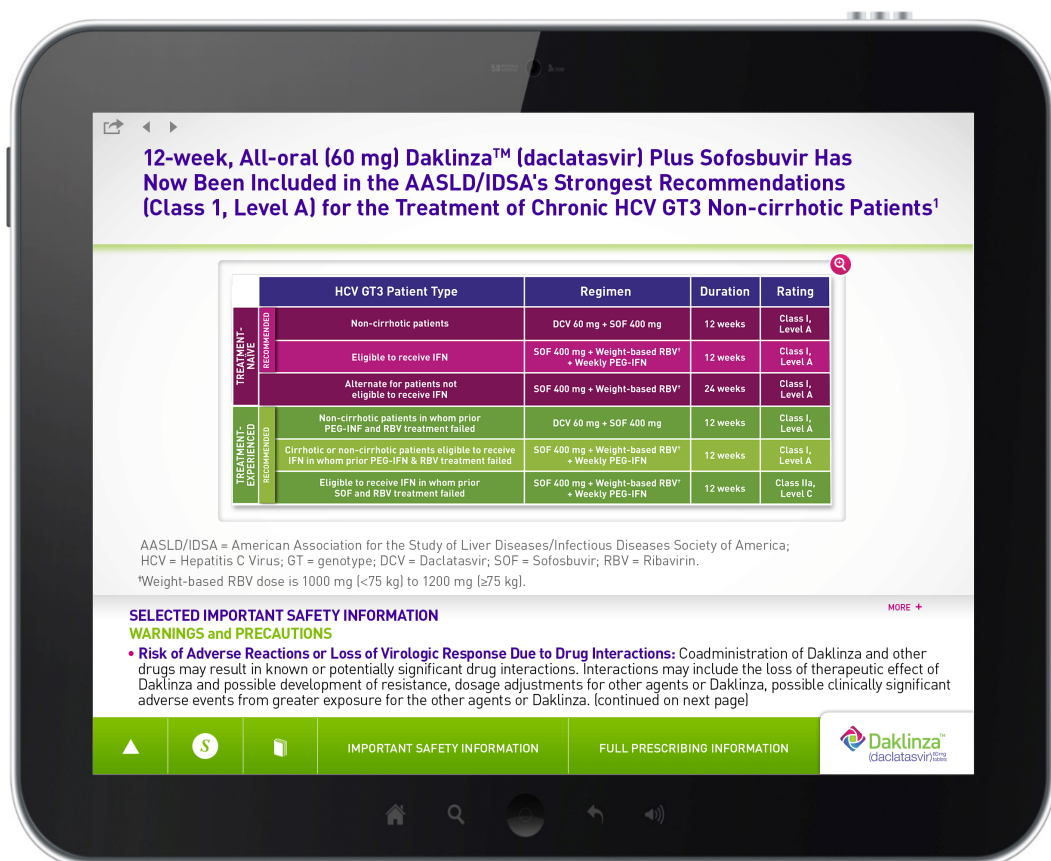 12-week, All-oral (60 mg) Daklinza™ (daclatasvir) Plus Sofosbuvir Has
Now Been Included in the AASLD/IDSA's Strongest Recommendations
(Class 1, Level A) for the Treatment of Chronic HCV GT3 Non-cirrhotic Patients¹
HCV GT3 Patient Type Regimen Duration Rating
TREATMENT-
NAÏVE
RECOMMENDED
Non-cirrhotic patients DCV 60 mg + SOF 400 mg 12 weeks Class I,
Level A
Eligible to receive IFN SOF 400 mg + Weight-based RBV†
+ Weekly PEG-IFN 12 weeks Class I,
Level A
Alternate for patients not
eligible to receive IFN SOF 400 mg + Weight-based RBV† 24 weeks Class I,
Level A
TREATMENT-
EXPERIENCED
RECOMMENDED
Non-cirrhotic patients in whom prior
PEG-INF and RBV treatment failed DCV 60 mg + SOF 400 mg 12 weeks Class I,
Level A
Cirrhotic or non-cirrhotic patients eligible to receive
IFN in whom prior PEG-IFN & RBV treatment failed SOF 400 mg + Weight-based RBV†
+ Weekly PEG-IFN 12 weeks Class I,
Level A
Eligible to receive IFN in whom prior
SOF and RBV treatment failed SOF 400 mg + Weight-based RBV†
+ Weekly PEG-IFN 12 weeks Class IIa,
Level C
AASLD/IDSA = American Association for the Study of Liver Diseases/Infectious Diseases Society of America;
HCV = Hepatitis C Virus; GT = genotype; DCV = Daclatasvir; SOF = Sofosbuvir; RBV = Ribavirin.
†Weight-based RBV dose is 1000 mg (<75 kg) to 1200 mg (≥75 kg).
MORE +
SELECTED IMPORTANT SAFETY INFORMATION
WARNINGS and PRECAUTIONS
• Risk of Adverse Reactions or Loss of Virologic Response Due to Drug Interactions: Coadministration of Daklinza and other
drugs may result in known or potentially significant drug interactions. Interactions may include the loss of therapeutic effect of
Daklinza and possible development of resistance, dosage adjustments for other agents or Daklinza, possible clinically significant
adverse events from greater exposure for the other agents or Daklinza. (continued on next page)
S
IMPORTANT SAFETY INFORMATION
FULL PRESCRIBING INFORMATION
Daklinza™
(daclatasvir) 60mg
tablets